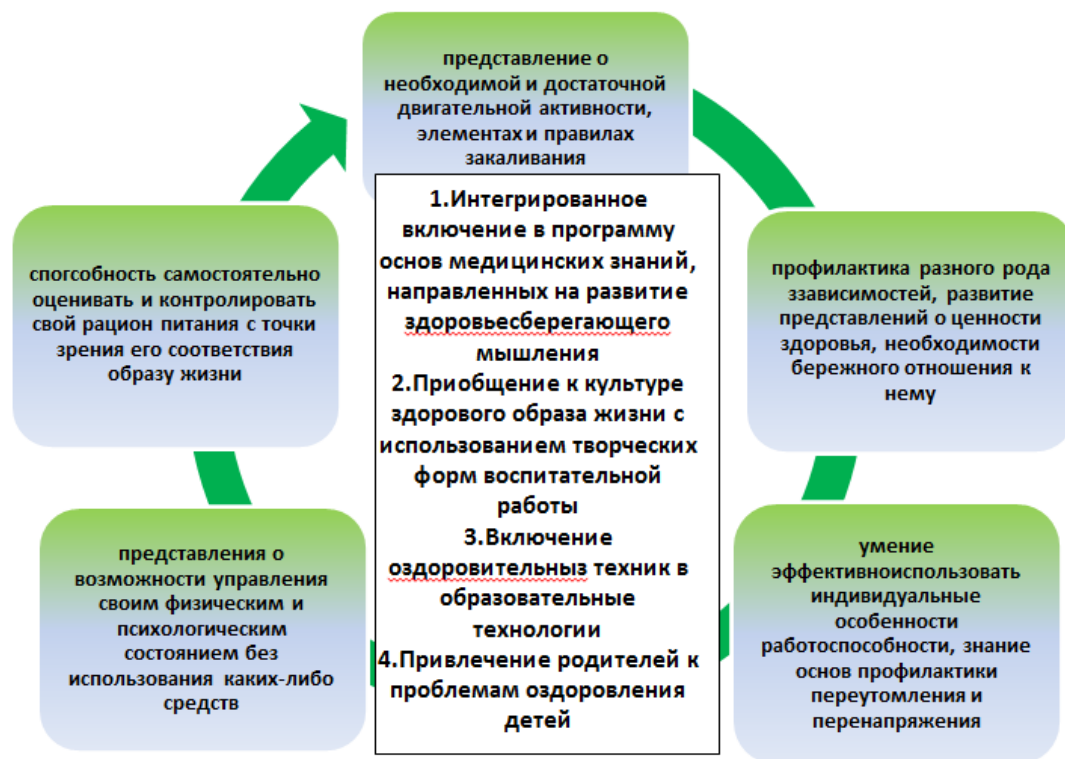 представление о
необходимой и достаточной
двигательной активности,
элементах и правилах
закаливания
профилактика разного рода
ззависимостей, развитие
представлений о ценности
здоровья, необходимости
бережного отношения к
нему
умение
эффективноиспользовать
индивидуальные
особенности
работоспособности, знание
основ профилактики
переутомления и
перенапряжения
представления о
возможности управления
своим физическим и
психологическим
состоянием без
использования каких-либо
средств
спогсобность самостоятельно
оценивать и контролировать
свой рацион питания с точки
зрения его соответствия
образу жизни
1.Интегрированное
включение в программу
основ медицинских знаний,
направленных на развитие
здоровьесберегающего
мышления
2.Приобщение к культуре
здорового образа жизни с
использованием творческих
форм воспитательной
работы
3.Включение
оздоровительныз техник в
образовательные
технологии
4.Привлечение родителей к
проблемам оздоровления
детей